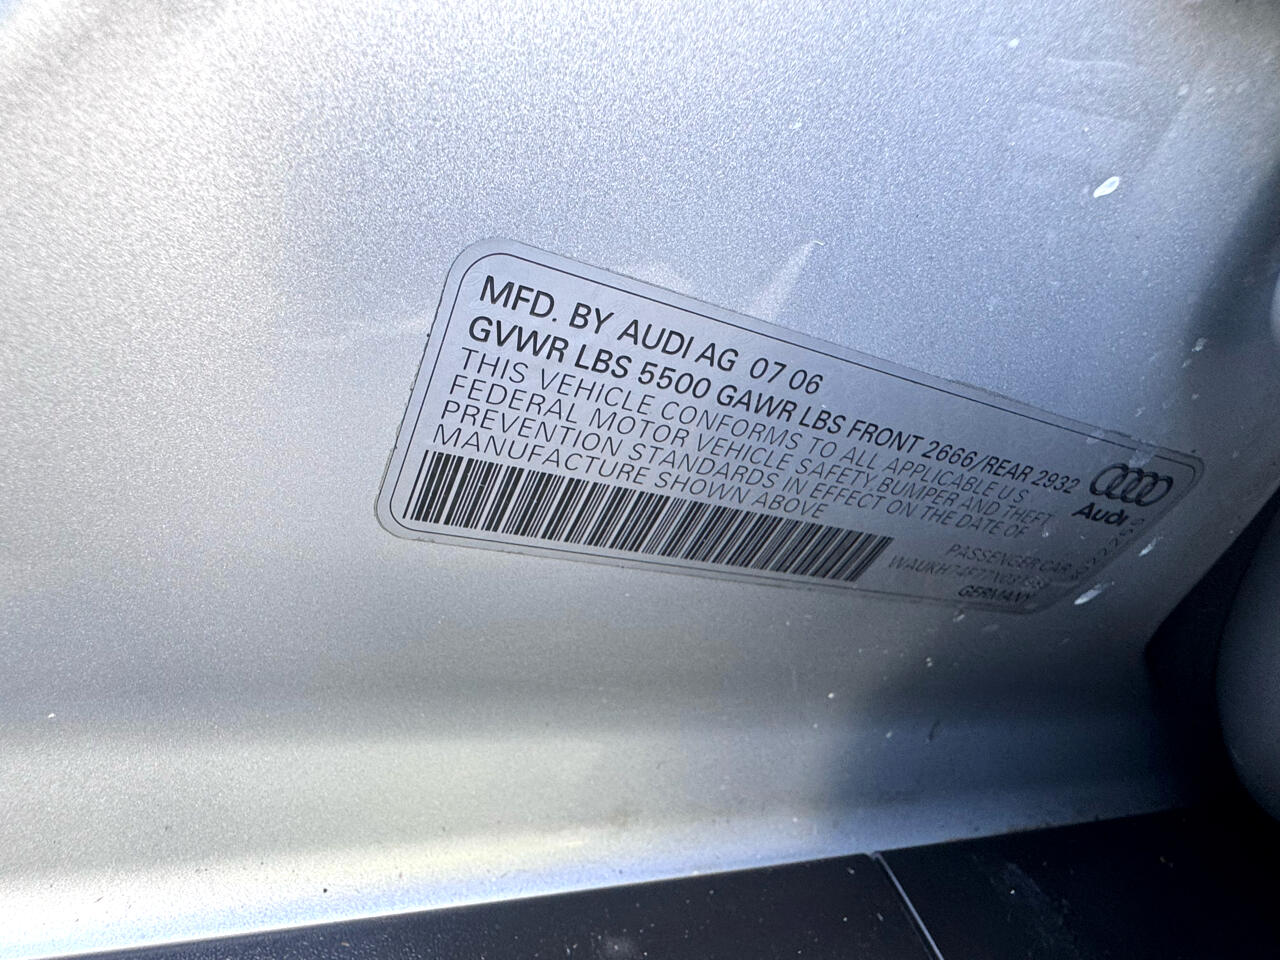 MFD. BY AUDI AG 07 06
GVWR LBS 5500 GAWR LBS FRONT 2666/REAR 2932
THIS VEHICLE CONFORMS TO ALL APPLICABLE U S
FEDERAL MOTOR VEHICLE SAFETY, BUMPER AND THEFT
PREVENTION STANDARDS IN EFFECT ON THE DATE OF
MANUFACTURE SHOWN ABOVE
Audi
PASSENGER CAR
GERMANY